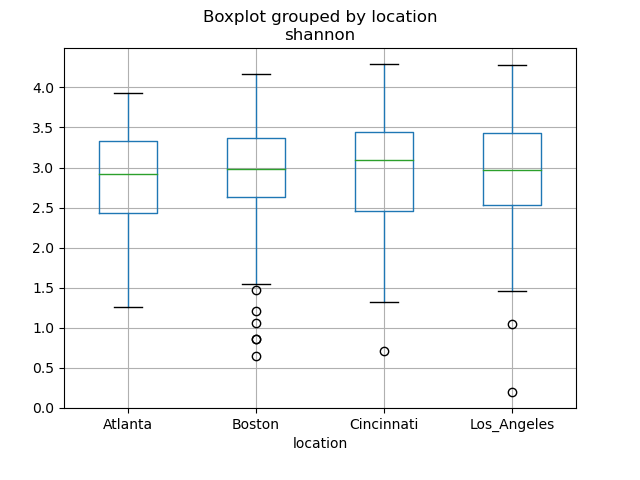 Boxplot grouped by location
shannon
4.0
3.5
3.0
2.5
2.0
1.5
1.0
0.5
0.0
Atlanta Boston Cincinnati Los_Angeles
location